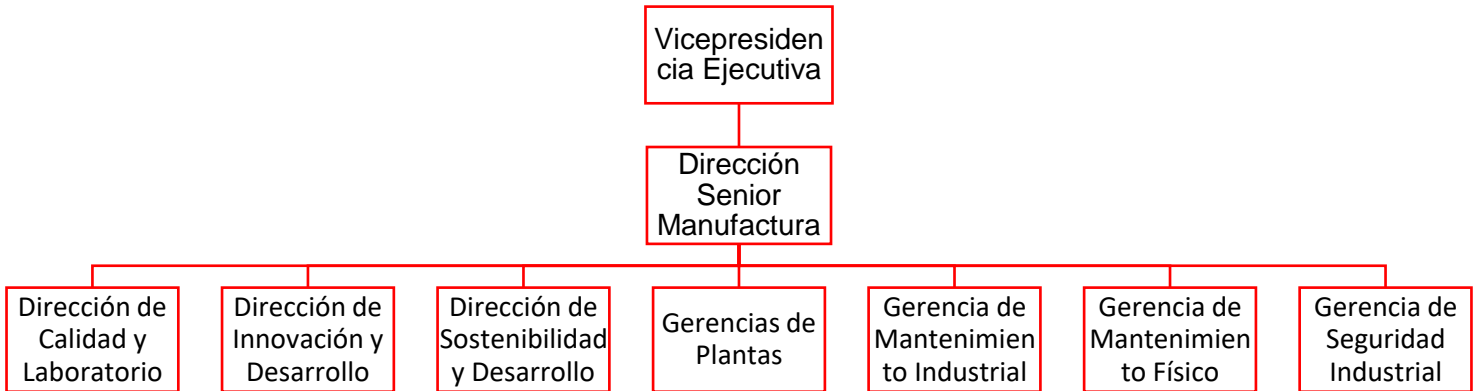 Vicepresiden
cia Ejecutiva
Dirección
Senior
Manufactura
Dirección de
Calidad y
Laboratorio
Dirección de
Innovación y
Desarrollo
Dirección de
Sostenibilidad
y Desarrollo
Gerencias de
Plantas
Gerencia de
Mantenimien
to Industrial
Gerencia de
Mantenimien
to Físico
Gerencia de
Seguridad
Industrial